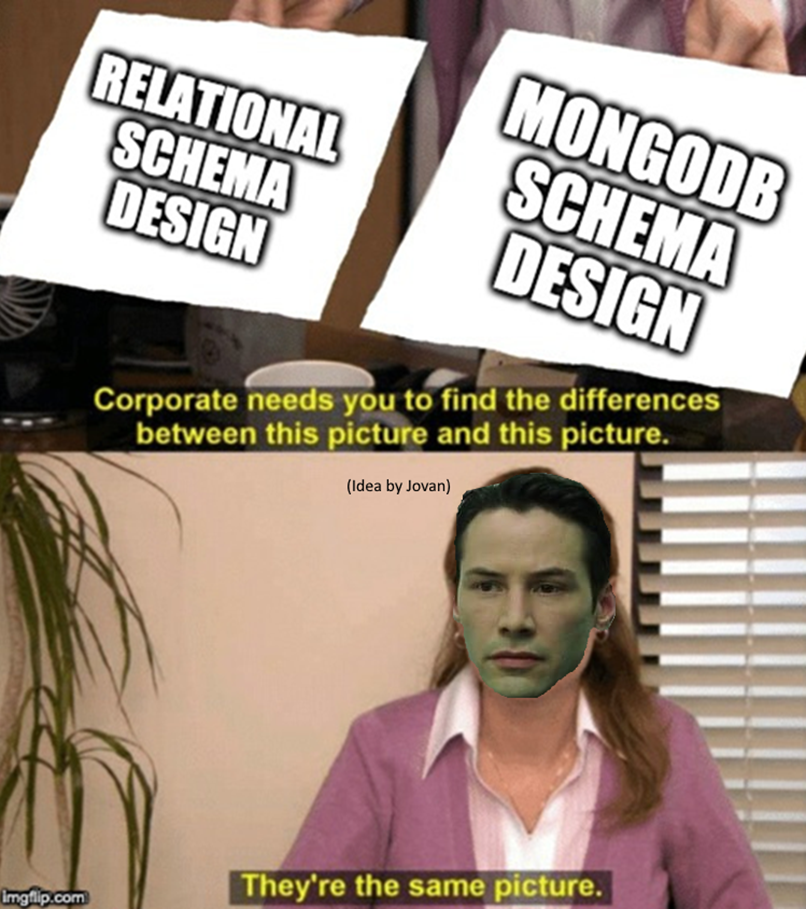 RELATIONAL
SCHEMA
DESIGN
MONGODB
SCHEMA
DESIGN
Corporate needs you to find the differences
between this picture and this picture.
(Idea by Jovan)
They're the same picture.
imgflip.com